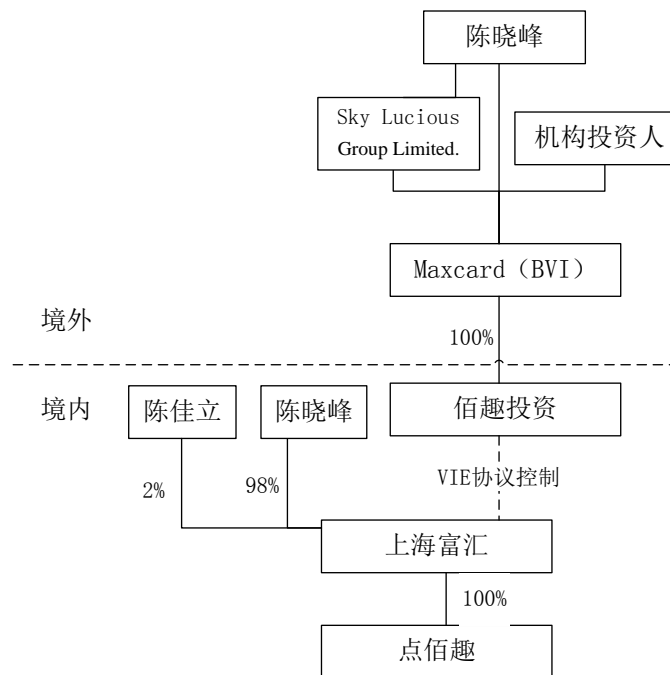 陈晓峰
Sky Lucious
Group Limited.
机构投资人
Maxcard（BVI）
境外
100%
境内
陈佳立
陈晓峰
佰趣投资
2%
98%
VIE协议控制
上海富汇
100%
点佰趣